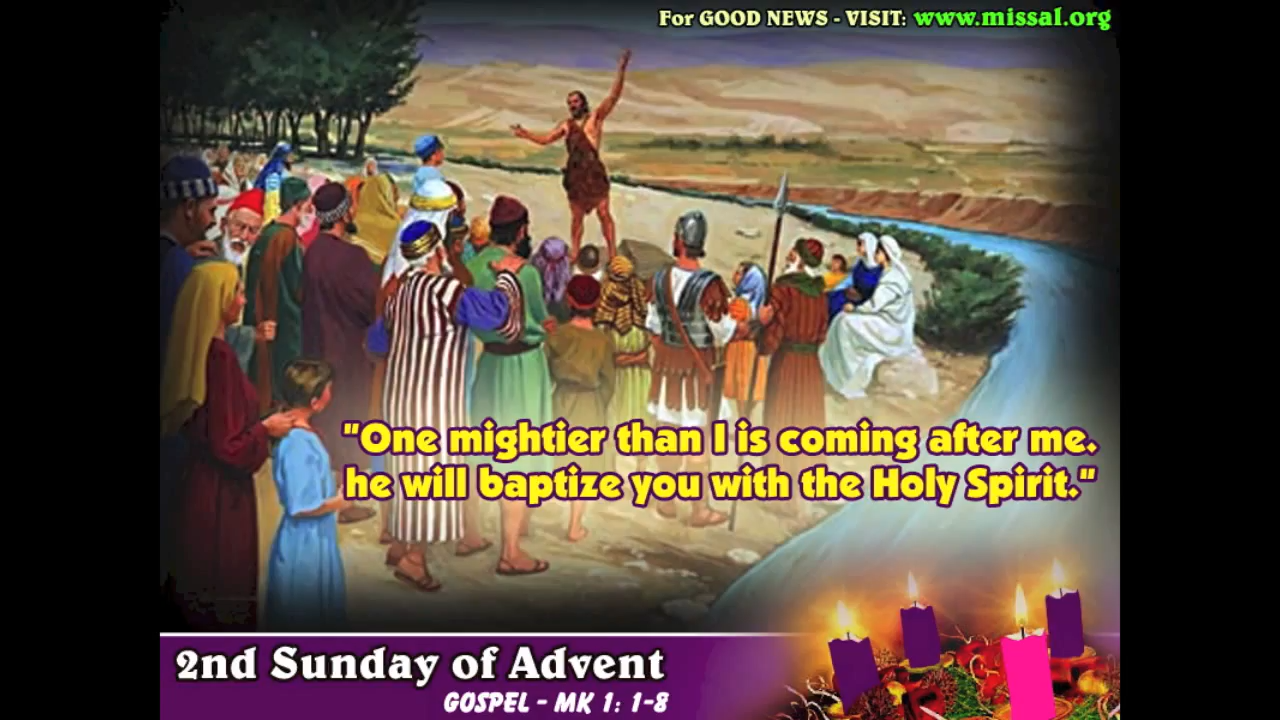 For GOOD NEWS - VISIT: www.missal.org
"One mightier than I is coming after me.
he will baptize you with the Holy Spirit."
2nd Sunday of Advent
GOSPEL - MK 1: 1-8